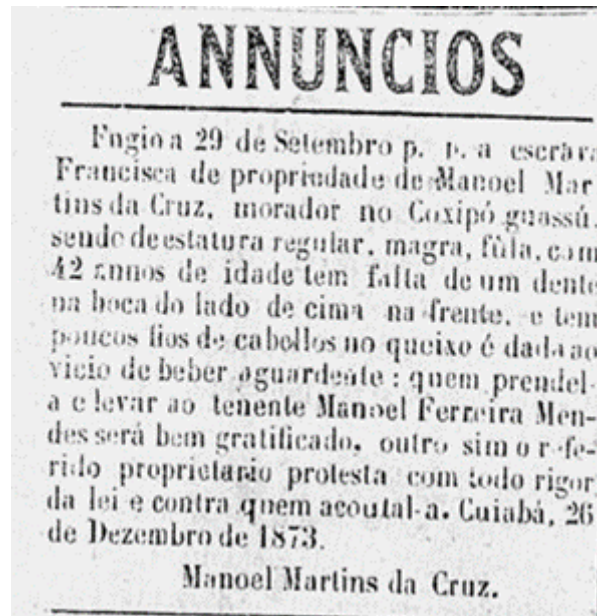 ANNUNCIOS
Fugio a 29 de Setembro p. p. a escrava
Francisca de propriedade de Manoel Mar
tins da Cruz, morador no Coxipó guassú,
sendo de estatura regular, magra, fúla, com
42 annos de idade tem falta de um dente
na boca do lado de cima na frente, e tem
poucos fios de cabellos no queixo é dada ao
vicio de beber aguardente : quem prendel-
a e levar ao tenente Manoel Ferreira Men-
des será bem gratificado, outro sim o refe-
rido proprietario protesta com todo rigor
da lei e contra quem acoutal-a. Cuiabá, 26
de Dezembro de 1873.
Manoel Martins da Cruz.